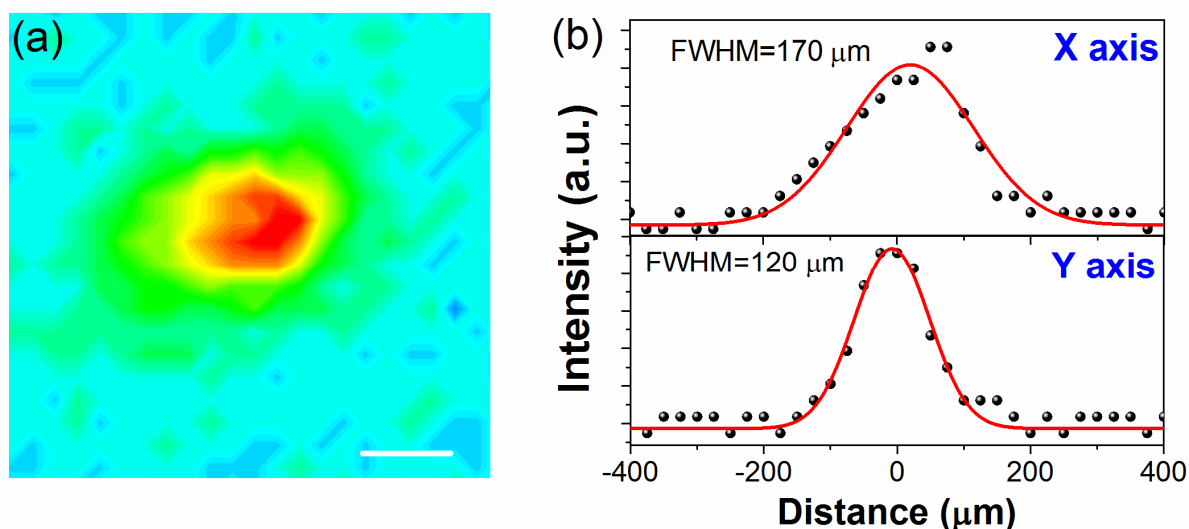 (a)
(b)
FWHM=170 μm
X axis
Intensity (a.u.)
FWHM=120 μm
Y axis
-400 -200 0 200 400
Distance (μm)